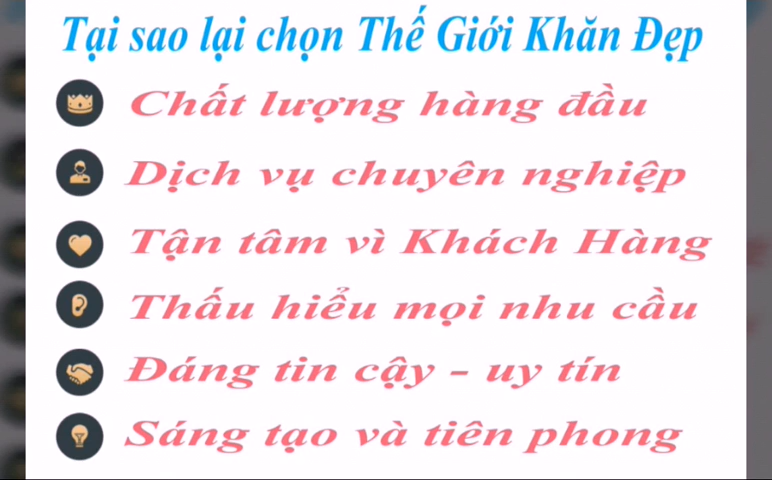 Tại sao lại chọn Thế Giới Khăn Đẹp
Chất lượng hàng đầu
Dịch vụ chuyên nghiệp
Tận tâm vì Khách Hàng
Thấu hiểu mọi nhu cầu
Đáng tin cậy - uy tín
Sáng tạo và tiên phong